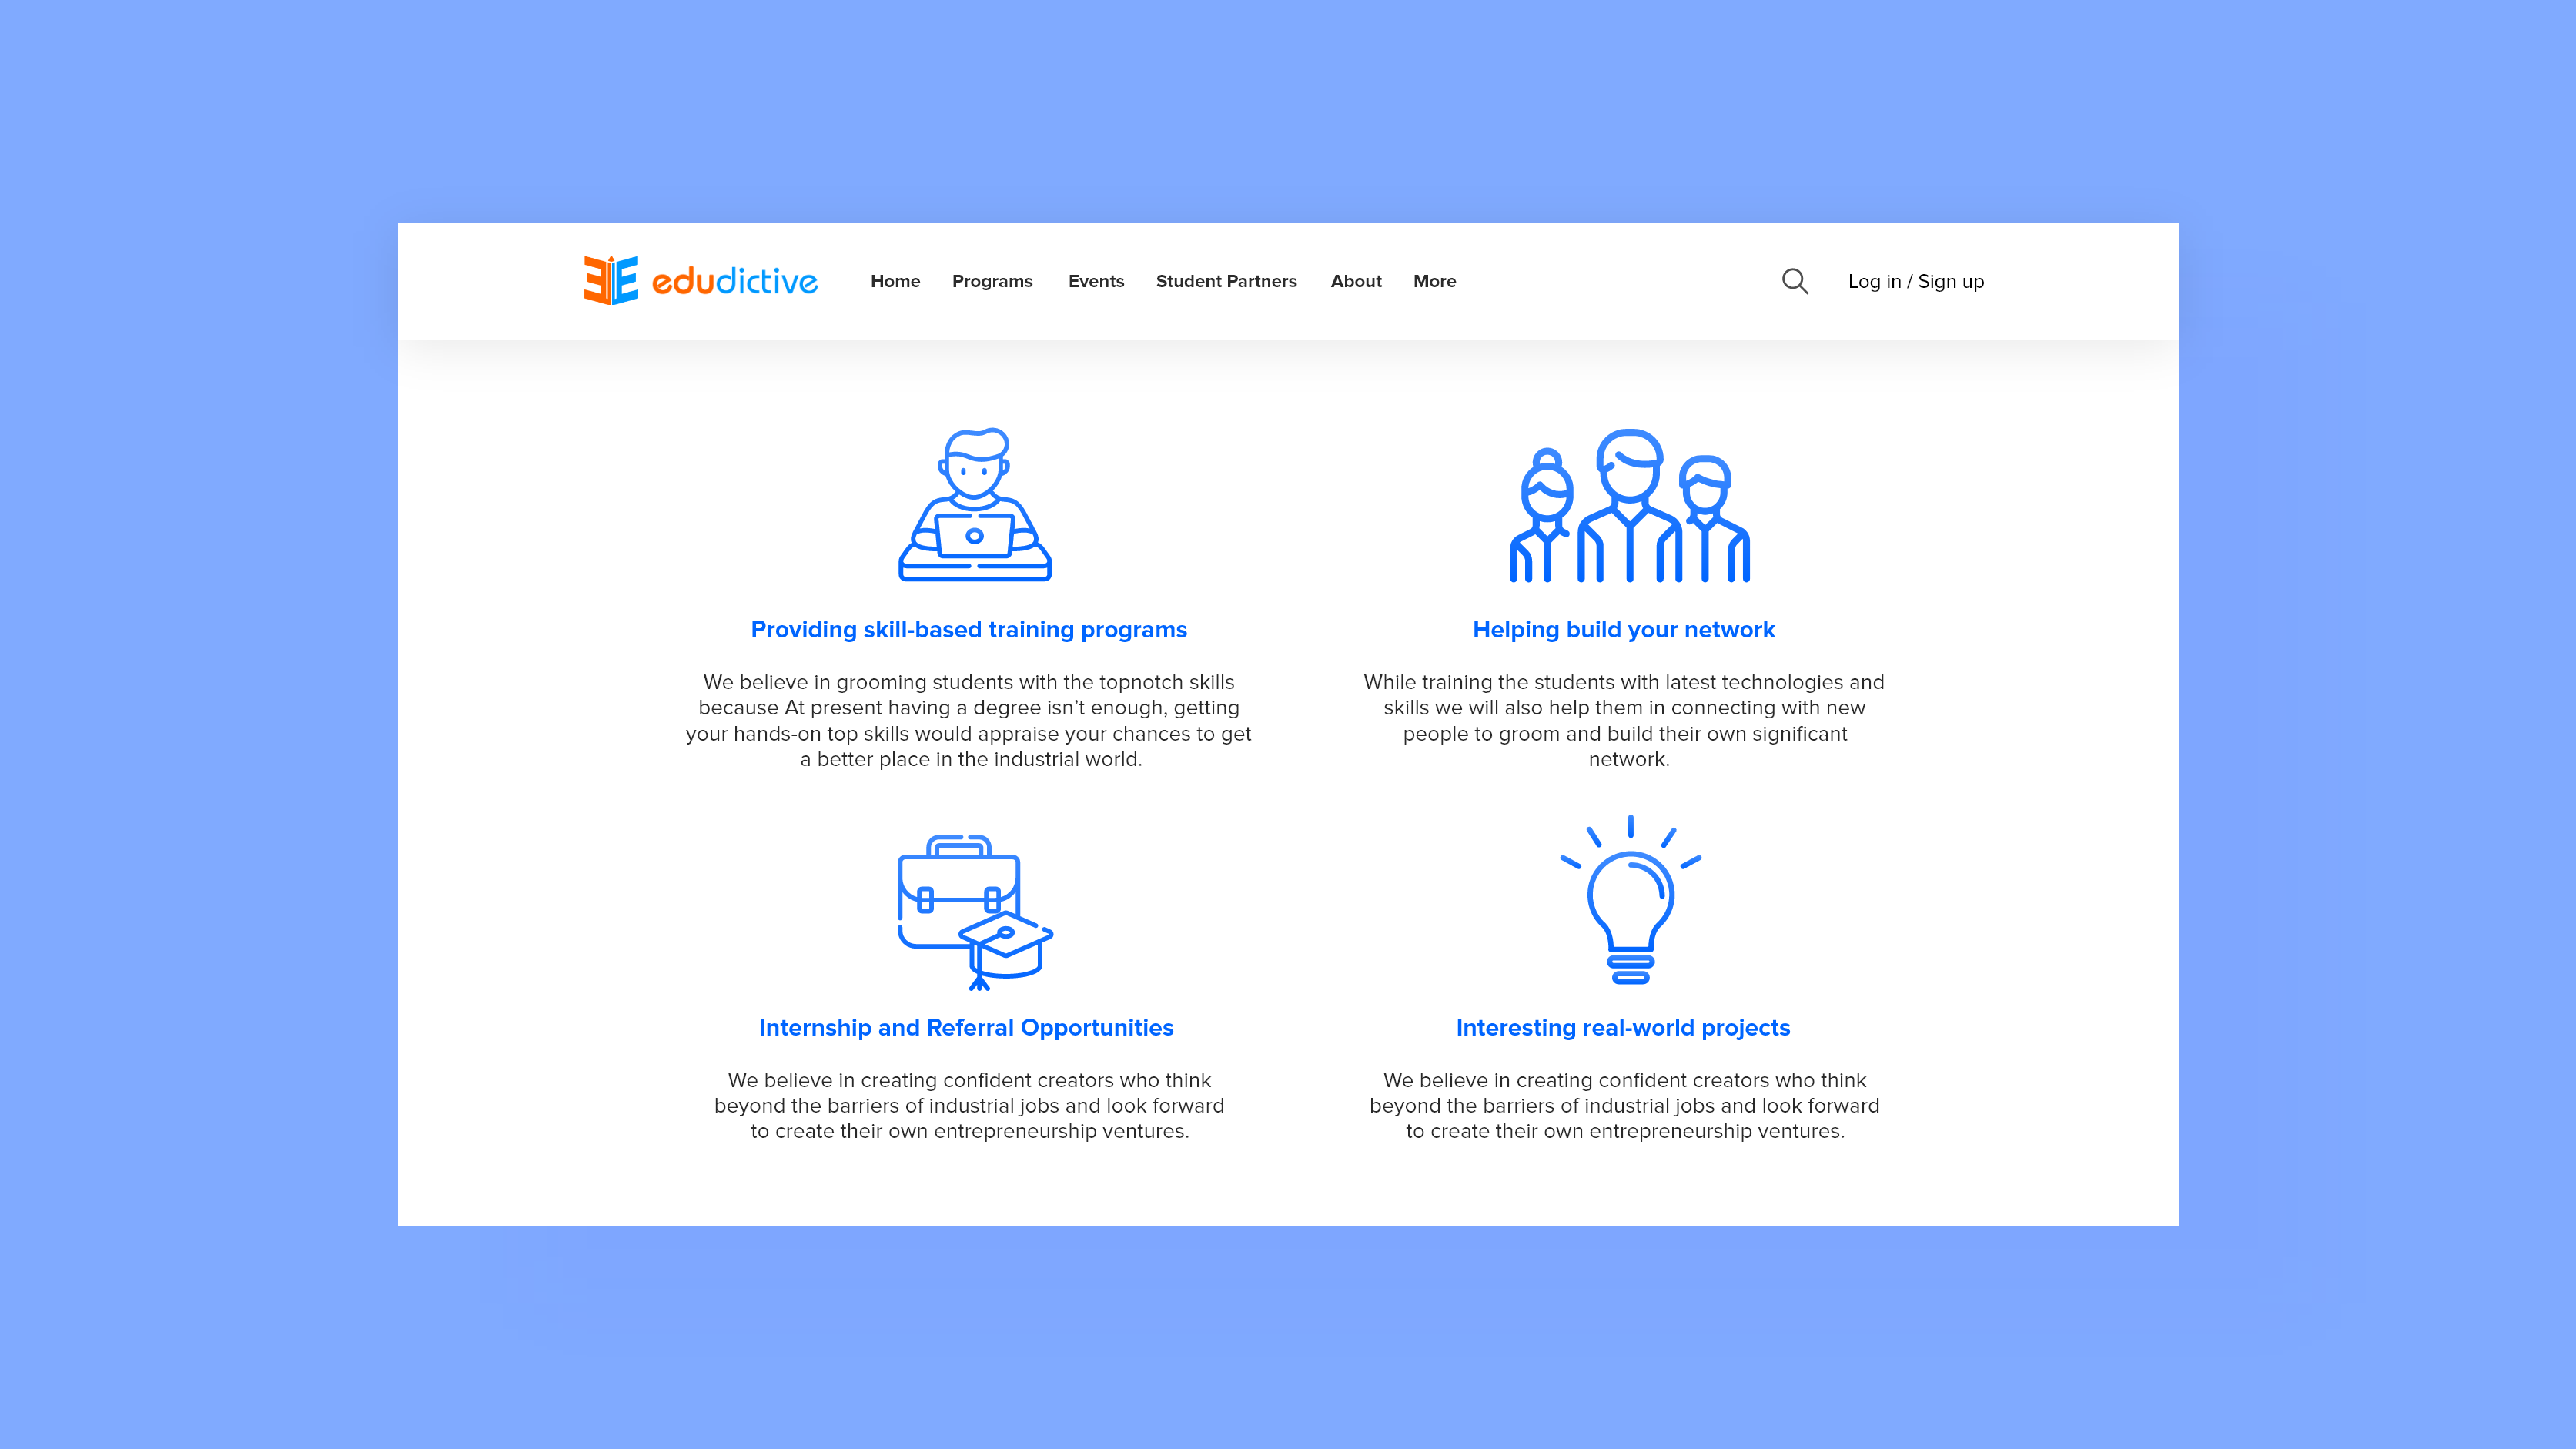 edudictive
Home Programs Events Student Partners About More
Log in / Sign up
Providing skill-based training programs
We believe in grooming students with the topnotch skills
because At present having a degree isn’t enough, getting
your hands-on top skills would appraise your chances to get
a better place in the industrial world.
Helping build your network
While training the students with latest technologies and
skills we will also help them in connecting with new
people to groom and build their own significant
network.
Internship and Referral Opportunities
We believe in creating confident creators who think
beyond the barriers of industrial jobs and look forward
to create their own entrepreneurship ventures.
Interesting real-world projects
We believe in creating confident creators who think
beyond the barriers of industrial jobs and look forward
to create their own entrepreneurship ventures.